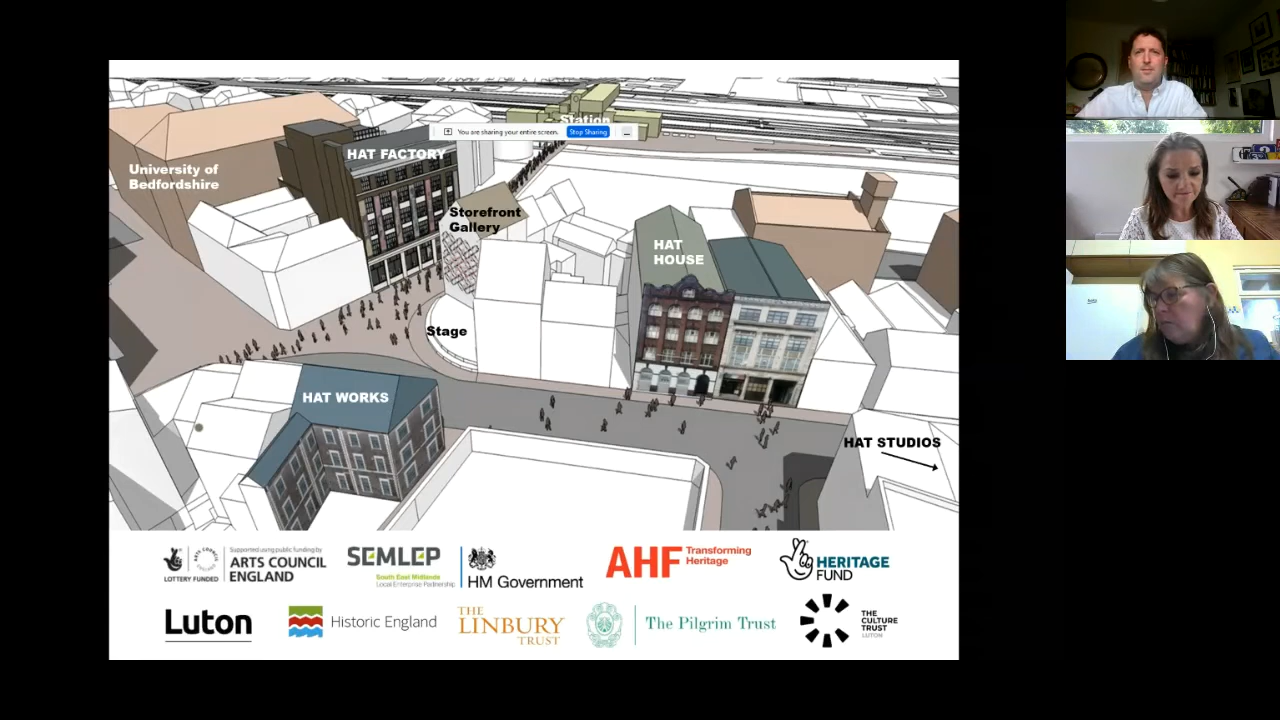 Station
You are sharing your entire screen.
Stop Sharing
HAT FACTORY
University of
Bedfordshire
Storefront
Gallery
HAT
HOUSE
Stage
HAT WORKS
HAT STUDIOS
LOTTERY FUNDED
ARTS COUNCIL
ENGLAND
Supported using public funding by
ARTS COUNCIL
ENGLAND
SEMLEP
South East Midlands
Local Enterprise Partnership
HM Government
AHF
Transforming
Heritage
HERITAGE
FUND
Luton
Historic England
THE
LINBURY
TRUST
The Pilgrim Trust
THE
CULTURE
TRUST
LUTON